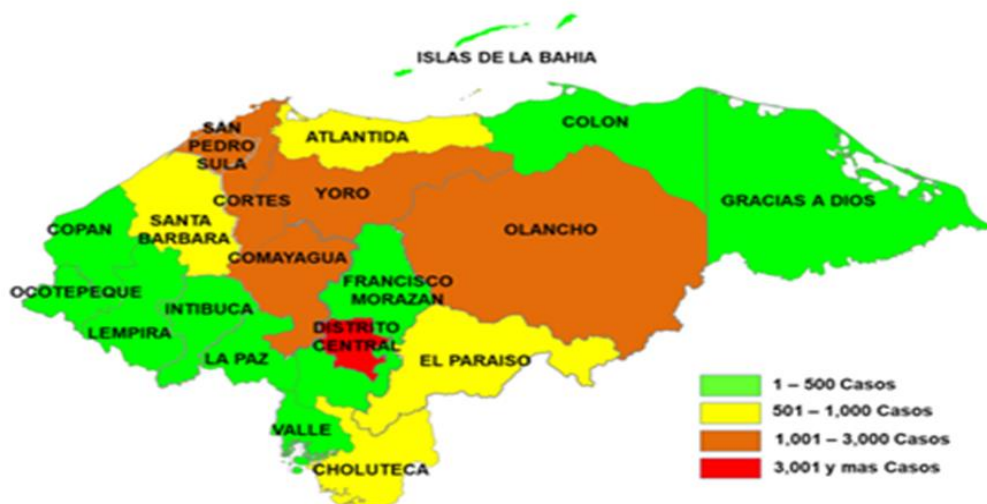 ISLAS DE LA BAHIA
SAN
PEDRO
SULA
ATLANTIDA
COLON
CORTES
YORO
GRACIAS A DIOS
COPAN
SANTA
BARBARA
OLANCHO
COMAYAGUA
OCOTEPEQUE
FRANCISCO
MORAZAN
INTIBUCA
LEMPIRA
DISTRITO
CENTRAL
LA PAZ
EL PARAISO
VALLE
CHOLUTECA
1 – 500 Casos
501 – 1,000 Casos
1,001 – 3,000 Casos
3,001 y mas Casos